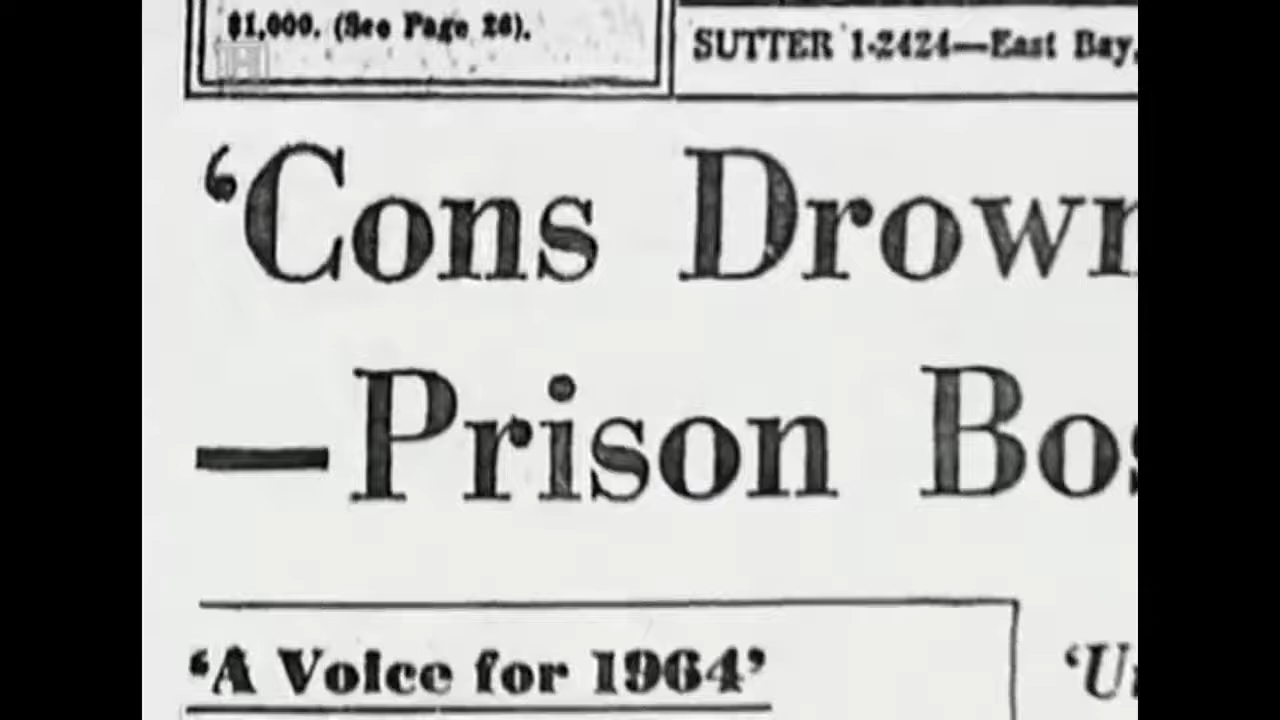 $1,000. (See Page 26).
H
SUTTER 1-2424—East Bay,
‘Cons Drown
—Prison Bos
‘A Voice for 1964’
‘U